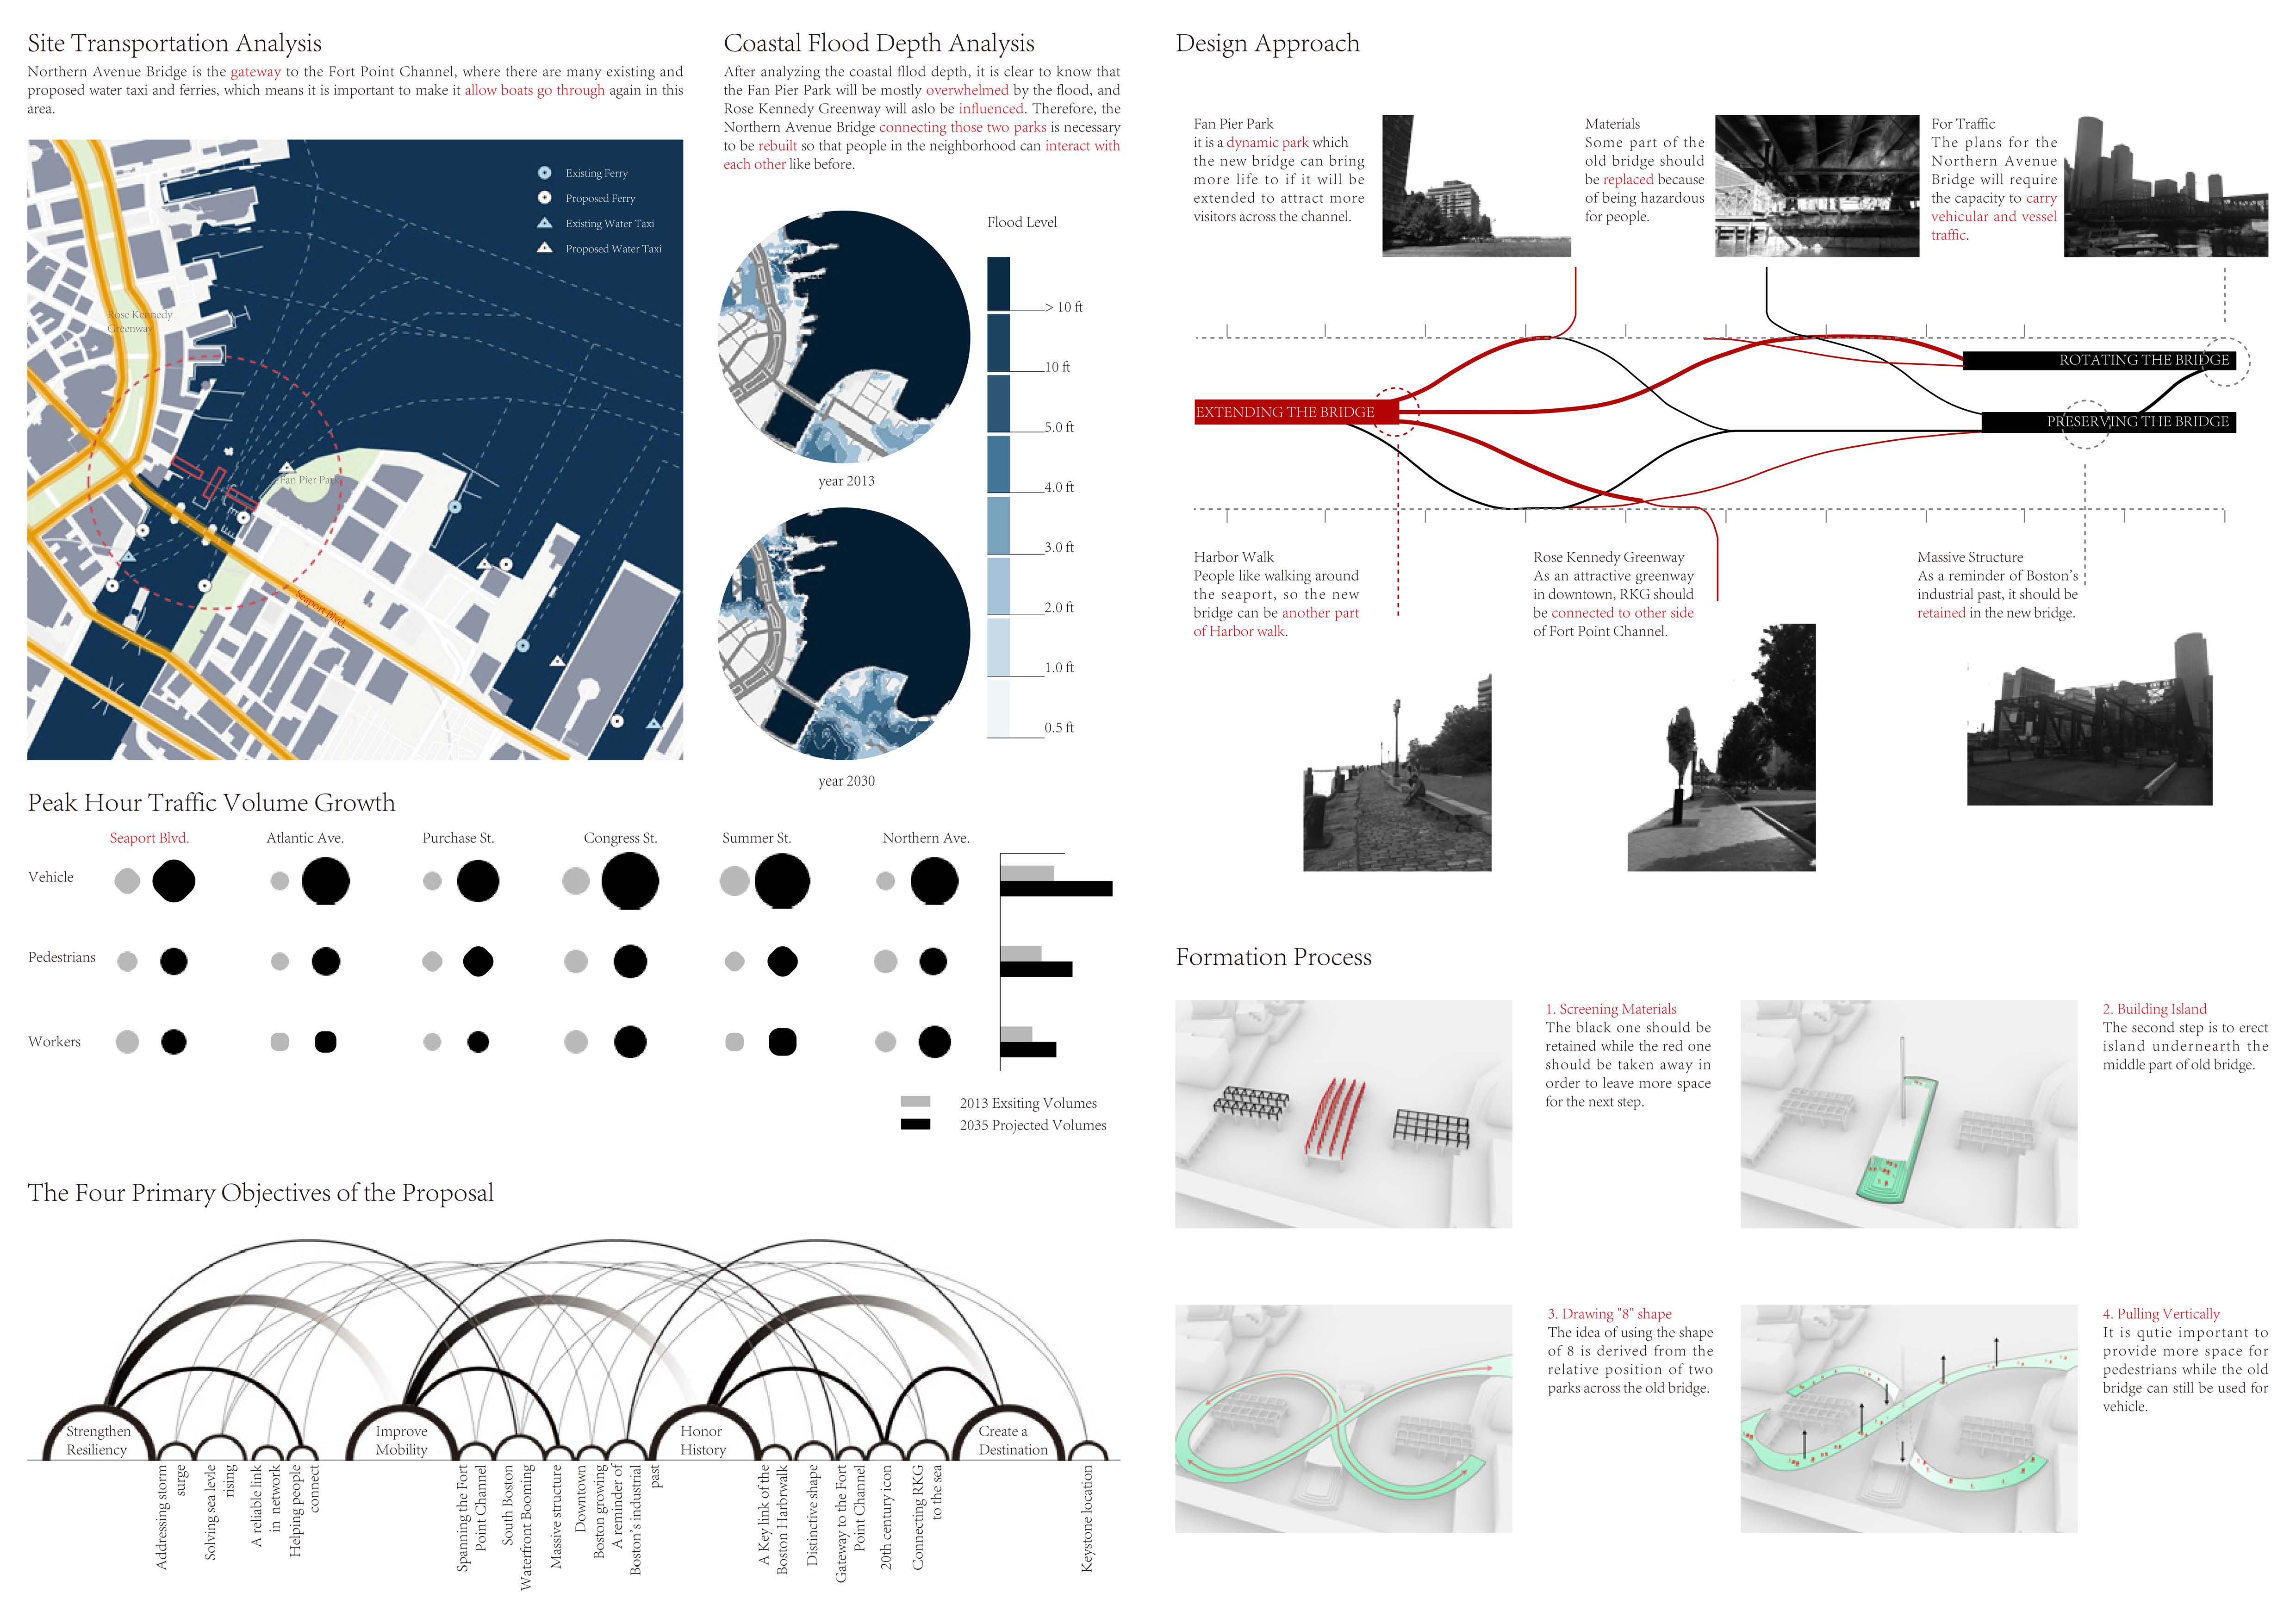 Site Transportation Analysis
Northern Avenue Bridge is the gateway to the Fort Point Channel, where there are many existing and
proposed water taxi and ferries, which means it is important to make it allow boats go through again in this
area.
Existing Ferry
Proposed Ferry
Existing Water Taxi
Proposed Water Taxi
Rose Kennedy
Greenway
Fan Pier Park
Seaport Blvd.
Coastal Flood Depth Analysis
After analyzing the coastal fllod depth, it is clear to know that
the Fan Pier Park will be mostly overwhelmed by the flood, and
Rose Kennedy Greenway will aslo be influenced. Therefore, the
Northern Avenue Bridge connecting those two parks is necessary
to be rebuilt so that people in the neighborhood can interact with
each other like before.
Flood Level
> 10 ft
10 ft
5.0 ft
4.0 ft
3.0 ft
2.0 ft
1.0 ft
0.5 ft
year 2013
year 2030
Peak Hour Traffic Volume Growth
Seaport Blvd.
Atlantic Ave.
Purchase St.
Congress St.
Summer St.
Northern Ave.
Vehicle
Pedestrians
Workers
2013 Exsiting Volumes
2035 Projected Volumes
The Four Primary Objectives of the Proposal
Strengthen
Resiliency
Improve
Mobility
Honor
History
Create a
Destination
Addressing storm
surge
Solving sea levle
rising
A reliable link
in network
Helping people
connect
Spanning the Fort
Point Channel
South Boston
Waterfront Booming
Massive structure
Downtown
Boston growing
A reminder of
Boston's industrial
past
A Key link of the
Boston Harbrwalk
Distinctive shape
Gateway to the Fort
Point Channel
20th century icon
Connecting RKG
to the sea
Keystone location
Design Approach
Fan Pier Park
it is a dynamic park which
the new bridge can bring
more life to if it will be
extended to attract more
visitors across the channel.
Materials
Some part of the
old bridge should
be replaced because
of being hazardous
for people.
For Traffic
The plans for the
Northern Avenue
Bridge will require
the capacity to carry
vehicular and vessel
traffic.
EXTENDING THE BRIDGE
ROTATING THE BRIDGE
PRESERVING THE BRIDGE
Harbor Walk
People like walking around
the seaport, so the new
bridge can be another part
of Harbor walk.
Rose Kennedy Greenway
As an attractive greenway
in downtown, RKG should
be connected to other side
of Fort Point Channel.
Massive Structure
As a reminder of Boston's
industrial past, it should be
retained in the new bridge.
Formation Process
1. Screening Materials
The black one should be
retained while the red one
should be taken away in
order to leave more space
for the next step.
2. Building Island
The second step is to erect
island underneath the
middle part of old bridge.
3. Drawing "8" shape
The idea of using the shape
of 8 is derived from the
relative position of two
parks across the old bridge.
4. Pulling Vertically
It is qutie important to
provide more space for
pedestrians while the old
bridge can still be used for
vehicle.